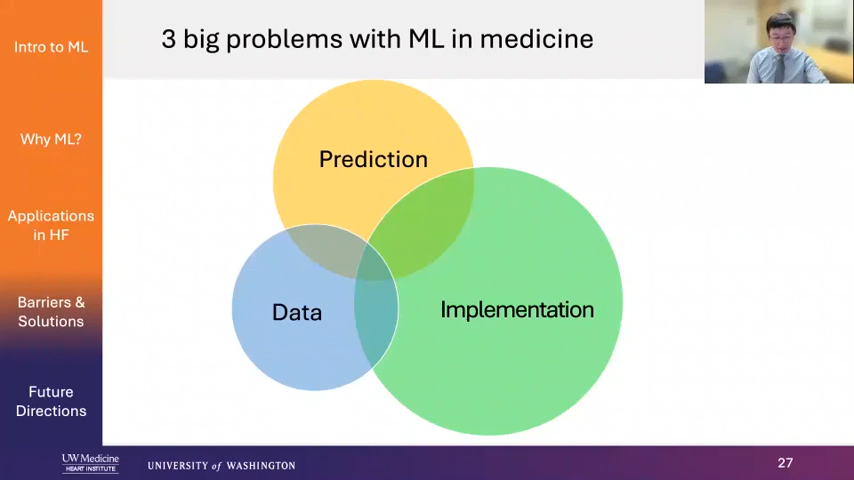 3 big problems with ML in medicine
Intro to ML
Why ML?
Applications
in HF
Barriers &
Solutions
Future
Directions
Prediction
Data
Implementation
UW Medicine
HEART INSTITUTE
UNIVERSITY of WASHINGTON
27